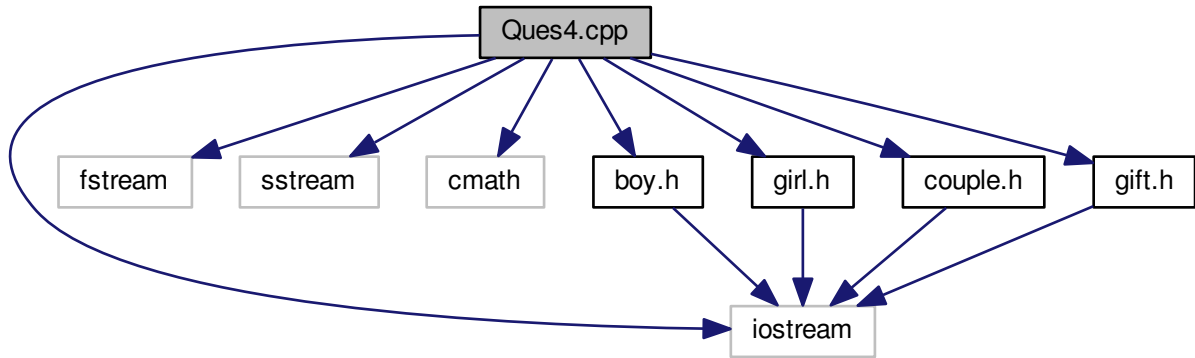 Ques4.cpp
fstream
sstream
cmath
boy.h
girl.h
couple.h
gift.h
iostream